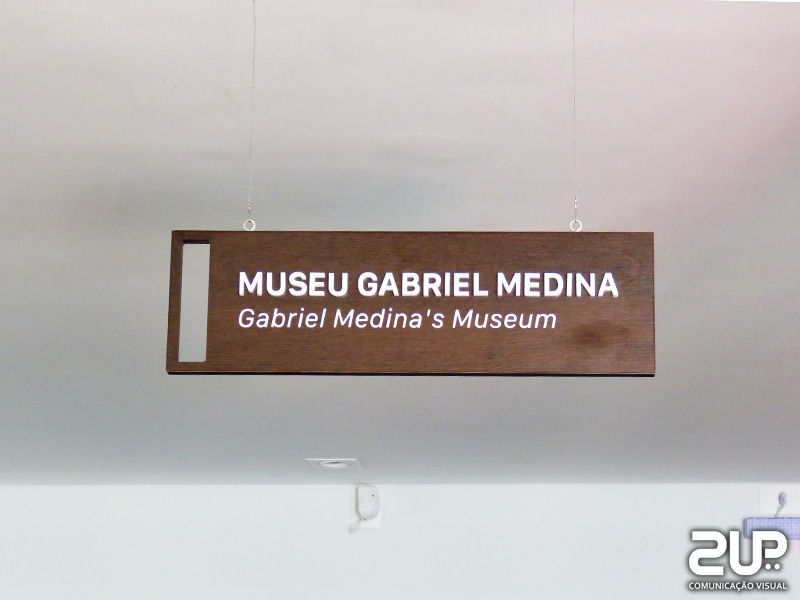 MUSEU GABRIEL MEDINA
Gabriel Medina's Museum
2UP
COMUNICAÇÃO VISUAL